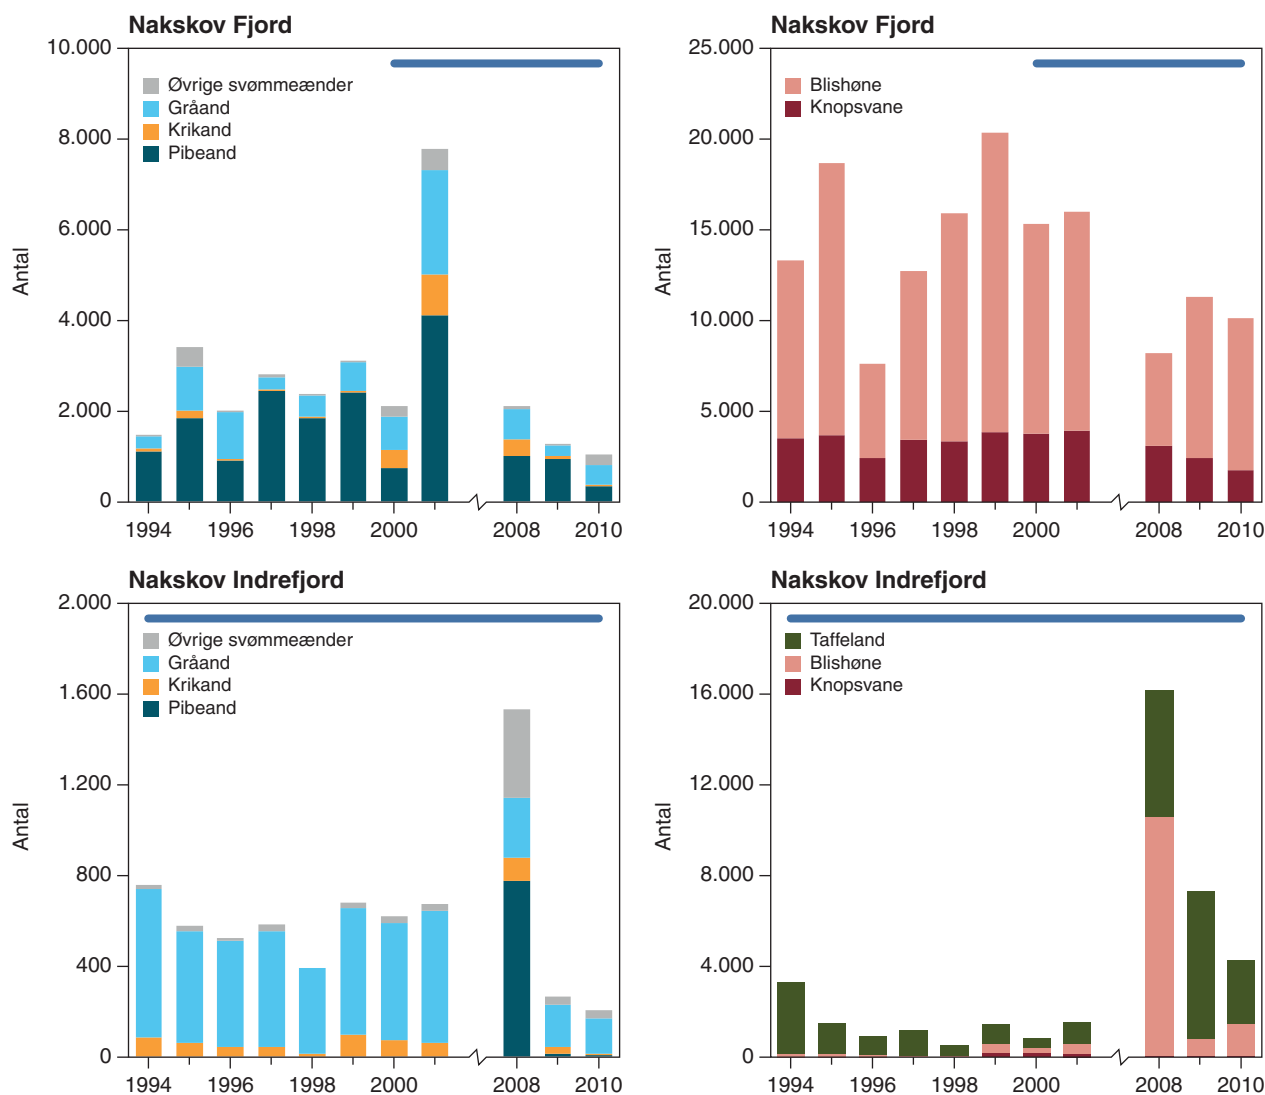 Nakskov Fjord
10.000
8.000
6.000
4.000
2.000
0
Antal
Øvrige svømmeænder
Gråand
Krikand
Pibeand
1994 1996 1998 2000 2008 2010
Nakskov Fjord
25.000
20.000
15.000
10.000
5.000
0
Antal
Blishøne
Knopsvane
1994 1996 1998 2000 2008 2010
Nakskov Indrefjord
2.000
1.600
1.200
800
400
0
Antal
Øvrige svømmeænder
Gråand
Krikand
Pibeand
1994 1996 1998 2000 2008 2010
Nakskov Indrefjord
20.000
16.000
12.000
8.000
4.000
0
Antal
Taffeland
Blishøne
Knopsvane
1994 1996 1998 2000 2008 2010